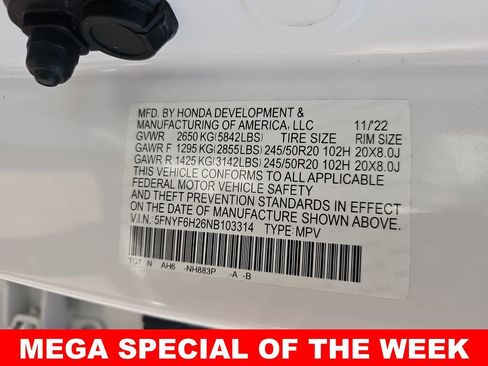 MFD. BY HONDA DEVELOPMENT &
MANUFACTURING OF AMERICA, LLC 11/'22
GVWR 2650 KG(5842LBS) TIRE SIZE RIM SIZE
GAWR F 1295 KG(2855LBS) 245/50R20 102H 20X8.0J
GAWR R 1425 KG(3142LBS) 245/50R20 102H 20X8.0J
THIS VEHICLE CONFORMS TO ALL APPLICABLE
FEDERAL MOTOR VEHICLE SAFETY
AND THEFT PREVENTION STANDARDS IN EFFECT
ON THE DATE OF MANUFACTURE SHOWN ABOVE.
V.I.N.: 5FNYF6H26NB103314 TYPE: MPV
TG7 N AH6 -NH883P -A -B
MEGA SPECIAL OF THE WEEK